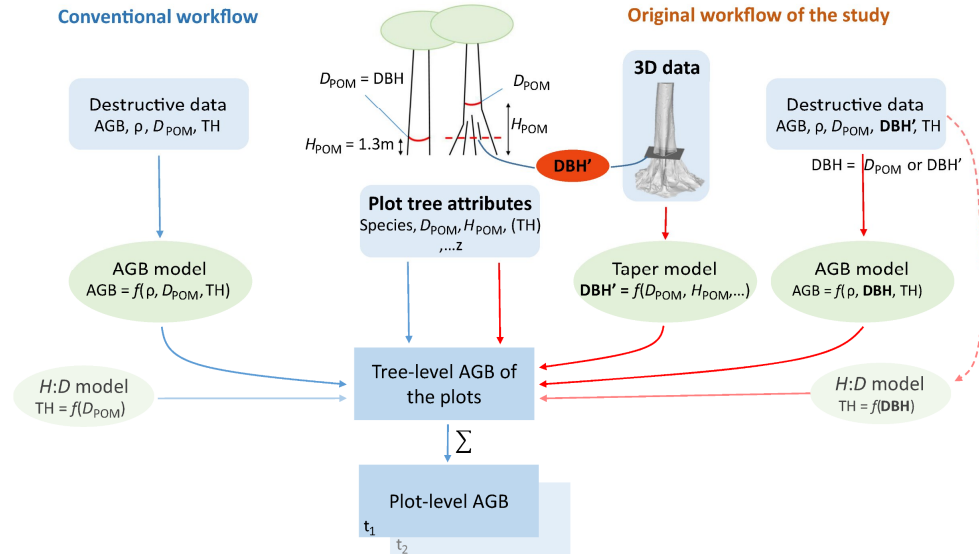 Conventional workflow
Original workflow of the study
Destructive data
AGB, ρ, D_POM, TH
D_POM = DBH
H_POM = 1.3m
D_POM
H_POM
DBH’
3D data
Destructive data
AGB, ρ, D_POM, DBH’, TH
DBH = D_POM or DBH’
Plot tree attributes
Species, D_POM, H_POM, (TH)
,...z
AGB model
AGB = f(ρ, D_POM, TH)
Taper model
DBH’ = f(D_POM, H_POM,...)
AGB model
AGB = f(ρ, DBH, TH)
H:D model
TH = f(D_POM)
Tree-level AGB of
the plots
H:D model
TH = f(DBH)
∑
Plot-level AGB
t₁
t₂